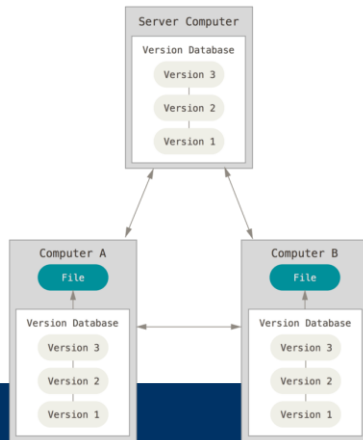 Server Computer
Version Database
Version 3
Version 2
Version 1
Computer A
File
Version Database
Version 3
Version 2
Version 1
Computer B
File
Version Database
Version 3
Version 2
Version 1